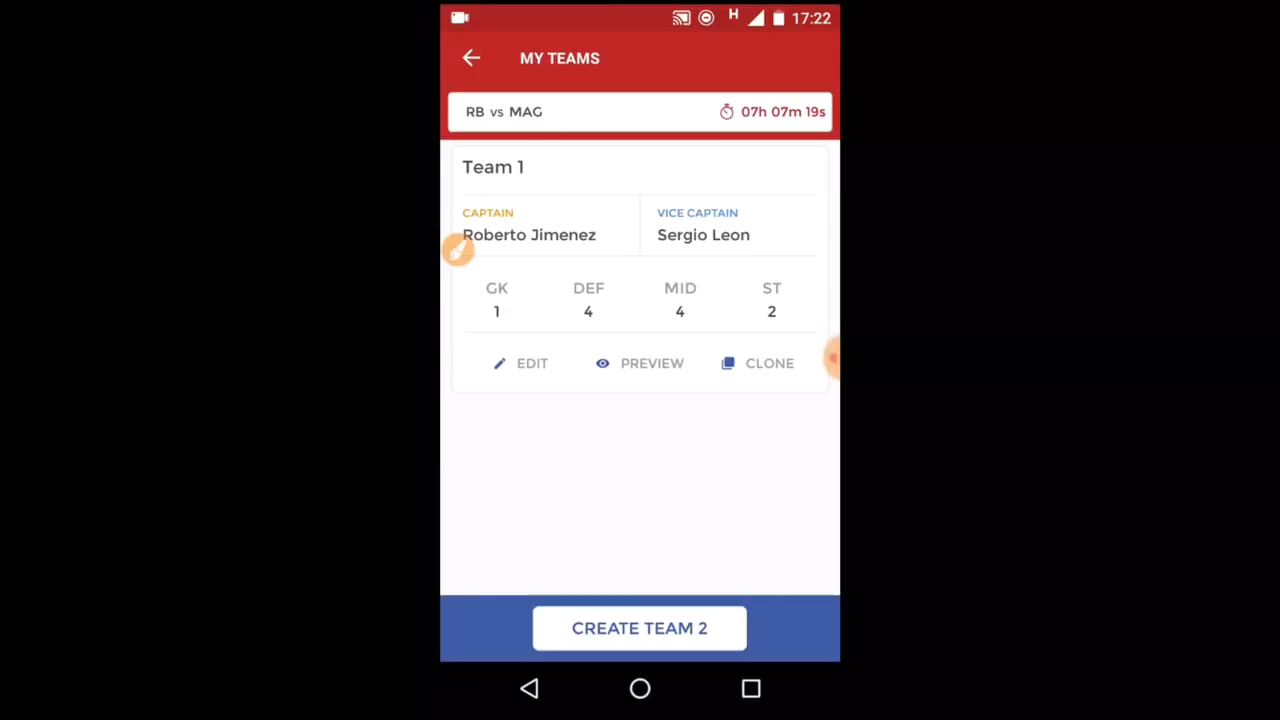 H 17:22
MY TEAMS
RB vs MAG 07h 07m 19s
Team 1
CAPTAIN VICE CAPTAIN
Roberto Jimenez Sergio Leon
GK DEF MID ST
1 4 4 2
EDIT PREVIEW CLONE
CREATE TEAM 2